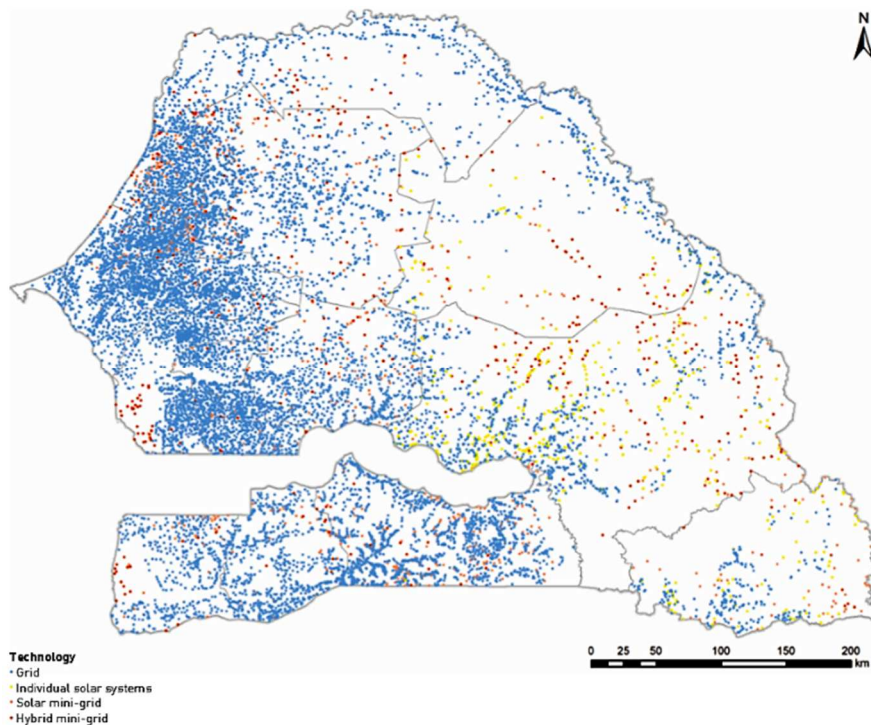 N
Technology
Grid
Individual solar systems
Solar mini-grid
Hybrid mini-grid
0 25 50 100 150 200
km